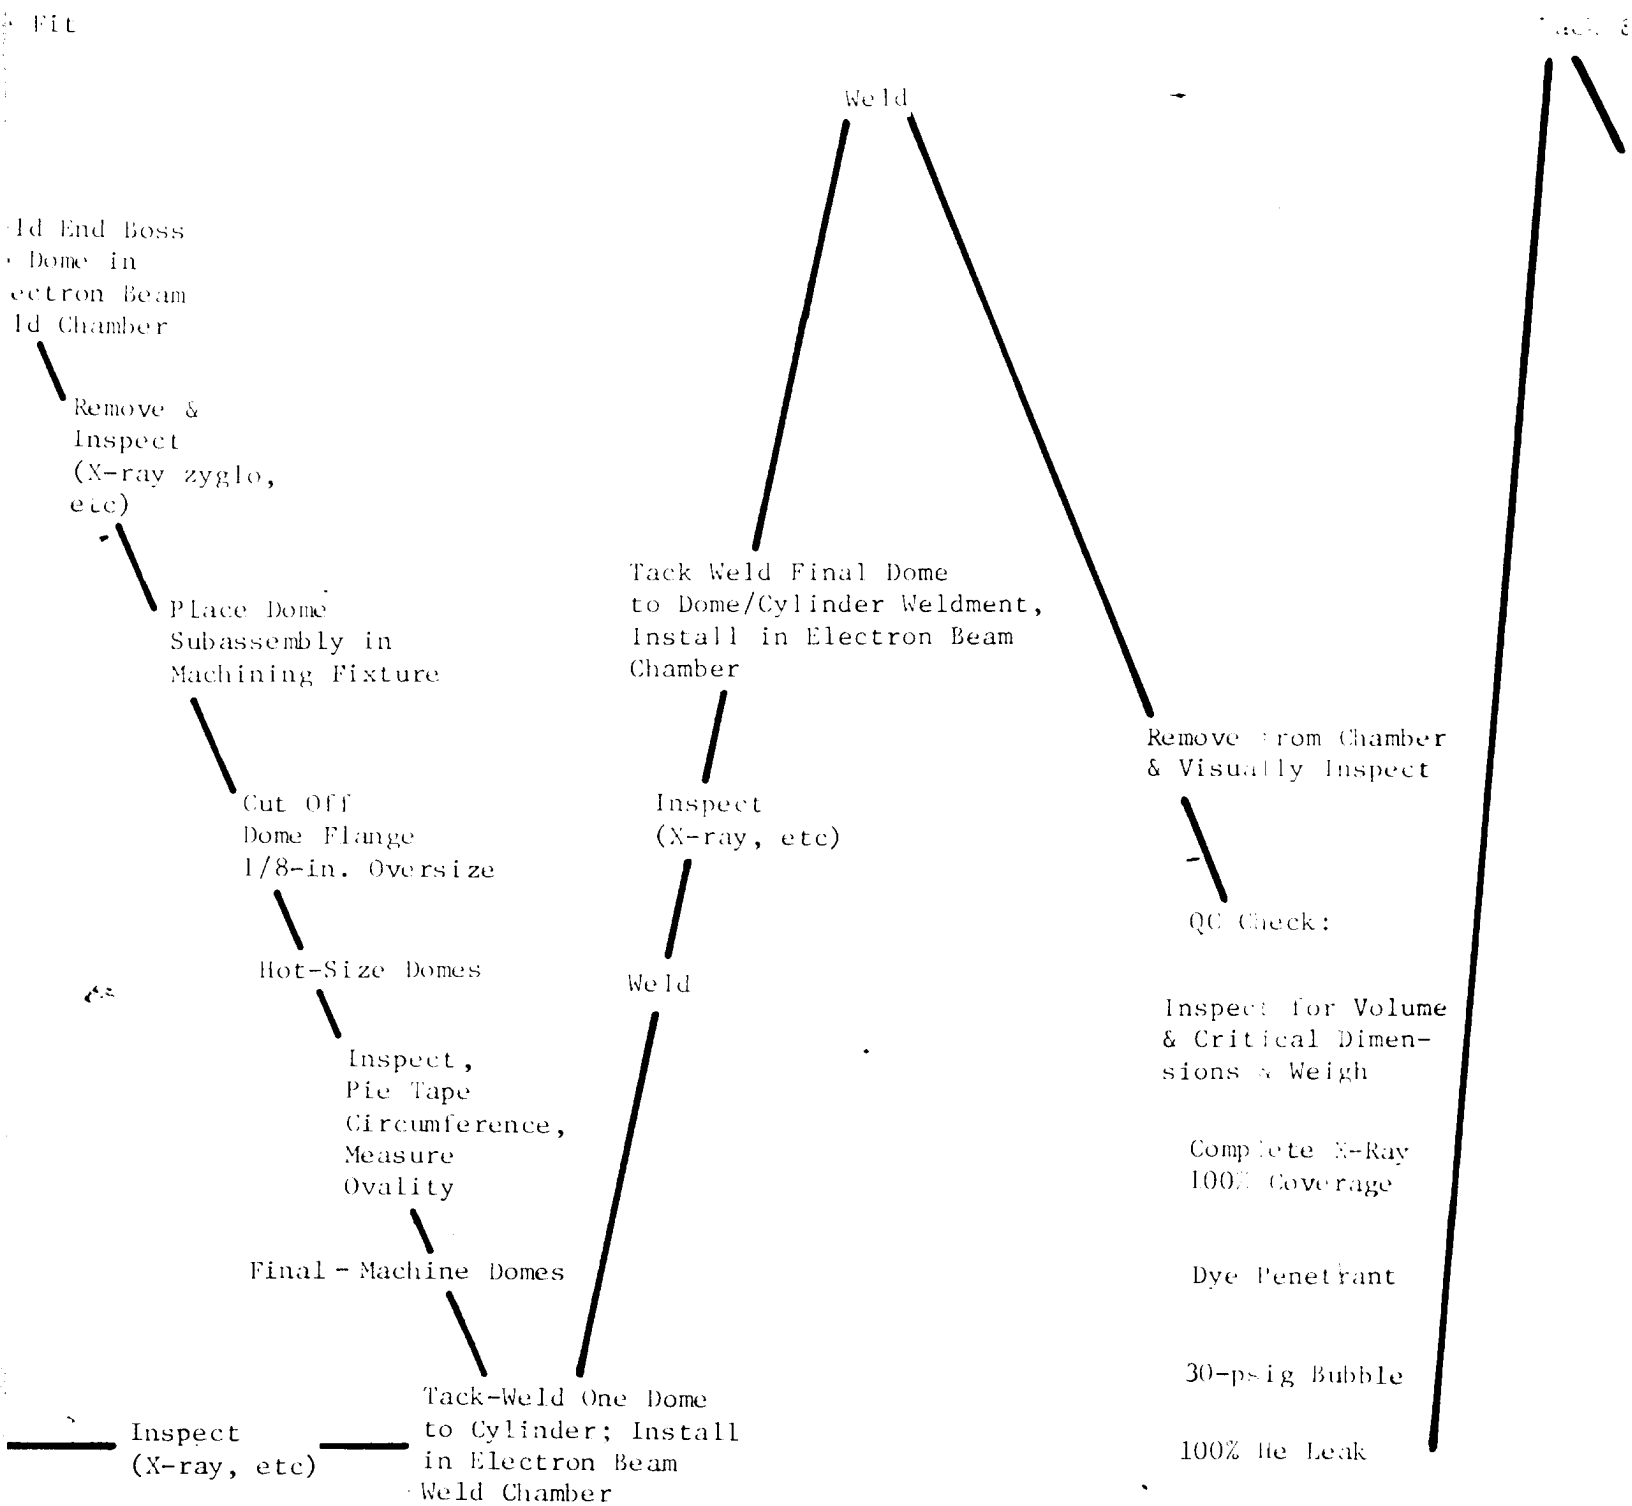 Fit
Weld
End Boss
Dome in
Beam
Chamber
Remove &
Inspect
(X-ray zyglo,
etc)
Place Dome
Subassembly in
Machining Fixture
Cut Off
Dome Flange
1/8-in. Oversize
Hot-Size Domes
Inspect,
Pie Tape
Circumference,
Measure
Ovality
Final-Machine Domes
Inspect
(X-ray, etc)
Tack-Weld One Dome
to Cylinder; Install
in Electron Beam
Weld Chamber
Weld
Inspect
(X-ray, etc)
Tack Weld Final Dome
to Dome/Cylinder Weldment,
Install in Electron Beam
Chamber
Remove from Chamber
& Visually Inspect
QC Check:
Inspect for Volume
& Critical Dimen-
sions & Weigh
Complete X-Ray
100% Coverage
Dye Penetrant
30-psig Bubble
100% He Leak